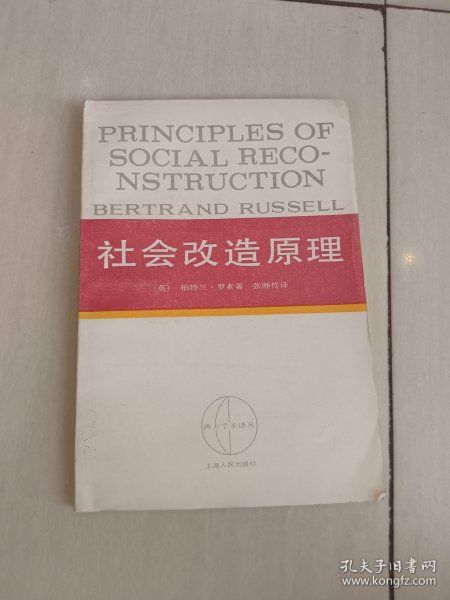 PRINCIPLES OF
SOCIAL RECO-
NSTRUCTION
BERTRAND RUSSELL
社会改造原理
〔英〕 柏特兰·罗素著 张师竹译
西方学术译丛
上海人民出版社
孔夫子旧书网
www.kongfz.com